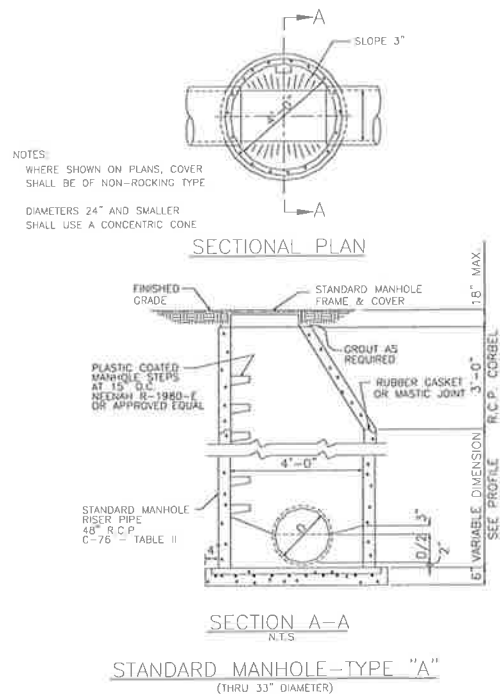 A
SLOPE 3"
D
NOTES:
WHERE SHOWN ON PLANS, COVER
SHALL BE OF NON-ROCKING TYPE
DIAMETERS 24" AND SMALLER
SHALL USE A CONCENTRIC CONE
A
SECTIONAL PLAN
FINISHED
GRADE
STANDARD MANHOLE
FRAME & COVER
18" MAX.
GROUT AS
REQUIRED
PLASTIC COATED
MANHOLE STEPS
AT 15" O.C.
NEENAH R-1980-E
OR APPROVED EQUAL
RUBBER GASKET
OR MASTIC JOINT
3'-0"
R.C.P. CORBEL
4'-0"
STANDARD MANHOLE
RISER PIPE
48" R.C.P.
C-76 - TABLE II
D
3"
D/2
2"
VARIABLE DIMENSION
SEE PROFILE
4"
6"
SECTION A-A
N.T.S.
STANDARD MANHOLE-TYPE "A"
(THRU 33" DIAMETER)